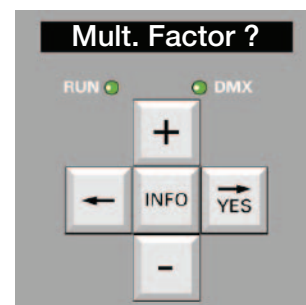 Mult. Factor ?
RUN DMX
+
← INFO → YES
-